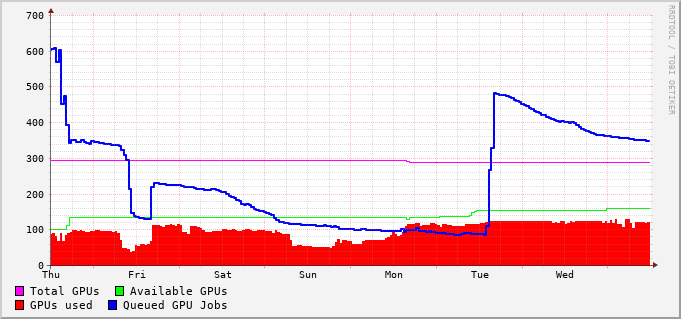 700
600
500
400
300
200
100
0
Thu Fri Sat Sun Mon Tue Wed
Total GPUs Available GPUs
GPUs used Queued GPU Jobs
RRDTOOL / TOBI OETIKER